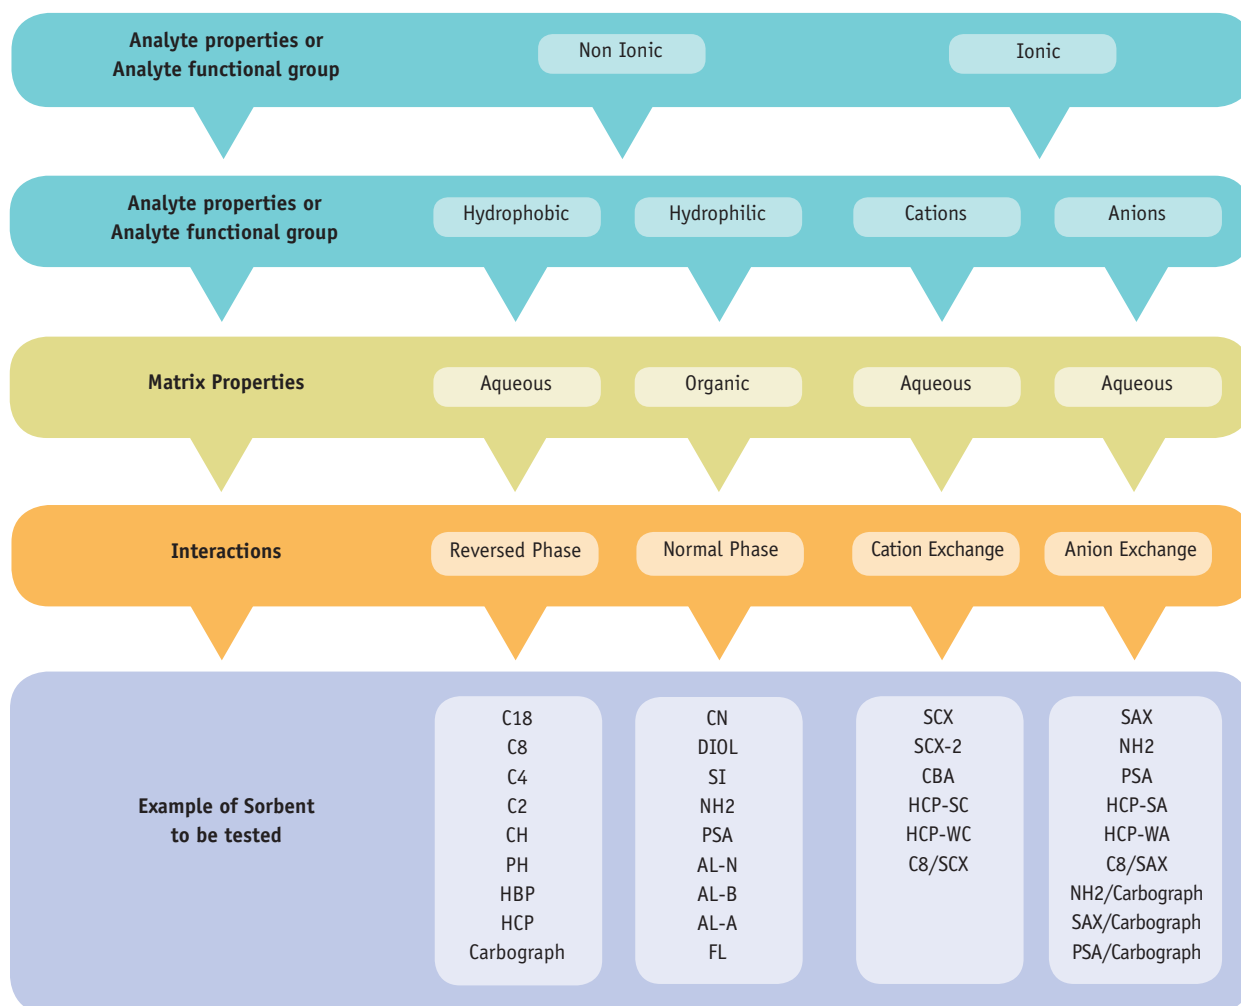 Analyte properties or
Analyte functional group
Non Ionic
Ionic
Analyte properties or
Analyte functional group
Hydrophobic
Hydrophilic
Cations
Anions
Matrix Properties
Aqueous
Organic
Aqueous
Aqueous
Interactions
Reversed Phase
Normal Phase
Cation Exchange
Anion Exchange
Example of Sorbent
to be tested
C18
C8
C4
C2
CH
PH
HBP
HCP
Carbograph
CN
DIOL
SI
NH2
PSA
AL-N
AL-B
AL-A
FL
SCX
SCX-2
CBA
HCP-SC
HCP-WC
C8/SCX
SAX
NH2
PSA
HCP-SA
HCP-WA
C8/SAX
NH2/Carbograph
SAX/Carbograph
PSA/Carbograph